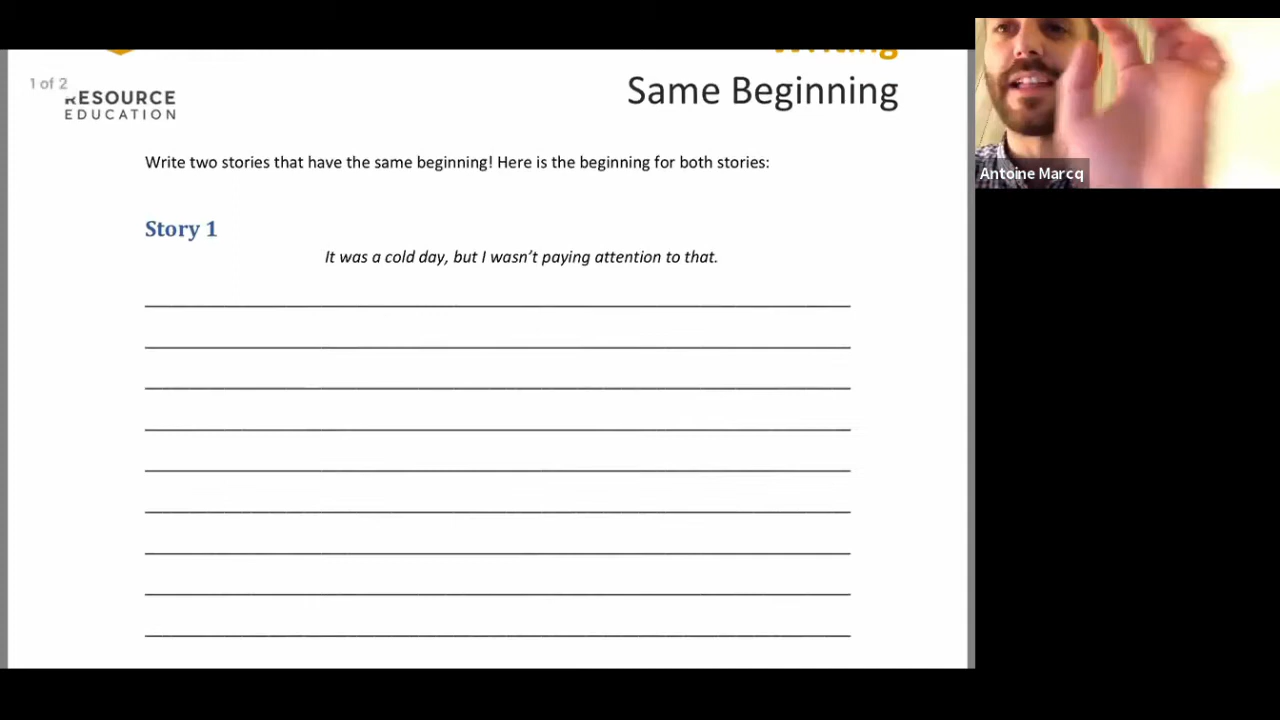 Writing
1 of 2
RESOURCE
EDUCATION
Same Beginning
Write two stories that have the same beginning! Here is the beginning for both stories:
Story 1
It was a cold day, but I wasn't paying attention to that.
Antoine Marcq